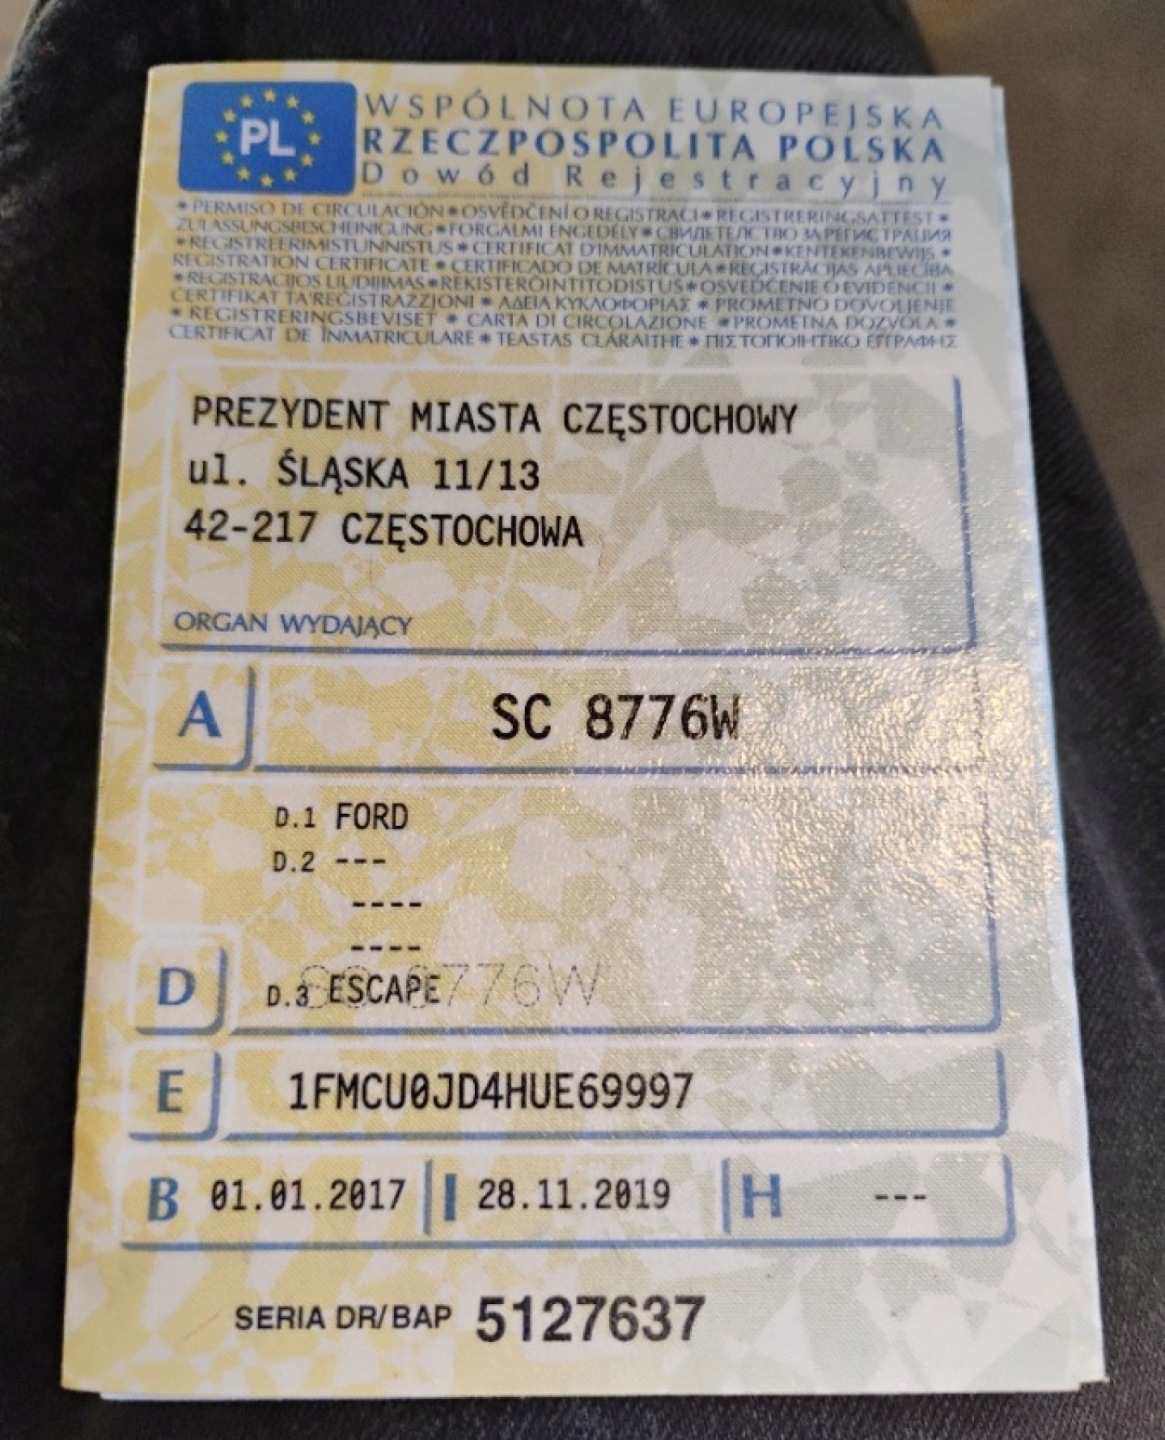 PL
WSPÓLNOTA EUROPEJSKA
RZECZPOSPOLITA POLSKA
Dowód Rejestracyjny
* PERMISO DE CIRCULACIÓN * OSVĚDČENÍ O REGISTRACI * REGISTRERINGSATTEST *
ZULASSUNGSBESCHEINIGUNG * FORGALMI ENGEDÉLY * СВИДЕТЕЛСТВО ЗА РЕГИСТРАЦИЯ
* REGISTREERIMISTUNNISTUS * CERTIFICAT D'IMMATRICULATION * KENTEKENBEWIJS *
REGISTRATION CERTIFICATE * CERTIFICADO DE MATRÍCULA * REGISTRĀCIJAS APLIECĪBA
* REGISTRACIJOS LIUDIJIMAS * REKISTERÖINTITODISTUS * OSVEDČENIE O EVIDENCII *
CERTIFIKAT TA'REĠISTRAZZJONI * ΑΔΕΙΑ ΚΥΚΛΟΦΟΡΙΑΣ * PROMETNO DOVOLJENJE
* REGISTRERINGSBEVISET * CARTA DI CIRCOLAZIONE * PROMETNA DOZVOLA *
CERTIFICAT DE ÎNMATRICULARE * TEASTAS CLÁRAITHE * ΠΙΣΤΟΠΟΙΗΤΙΚΟ ΕΓΓΡΑΦΗΣ
PREZYDENT MIASTA CZĘSTOCHOWY
ul. ŚLĄSKA 11/13
42-217 CZĘSTOCHOWA
ORGAN WYDAJĄCY
A SC 8776W
D.1 FORD
D.2 ---
----
----
D D.3 ESCAPE SC 8776W
E 1FMCU0JD4HUE69997
B 01.01.2017 I 28.11.2019 H ---
SERIA DR/BAP 5127637